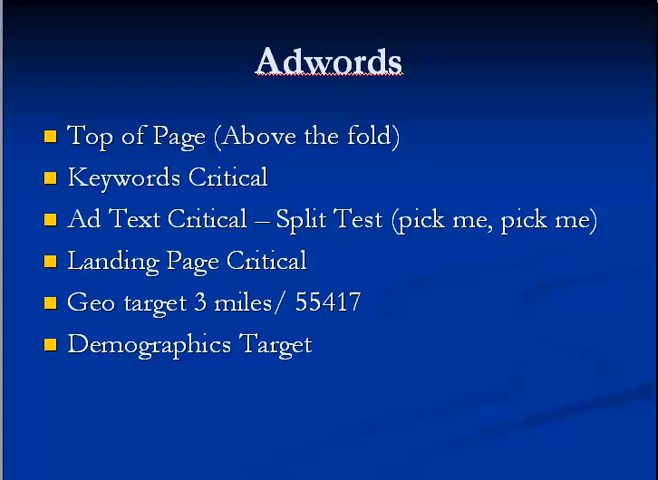 Adwords
Top of Page (Above the fold)
Keywords Critical
Ad Text Critical – Split Test (pick me, pick me)
Landing Page Critical
Geo target 3 miles/ 55417
Demographics Target